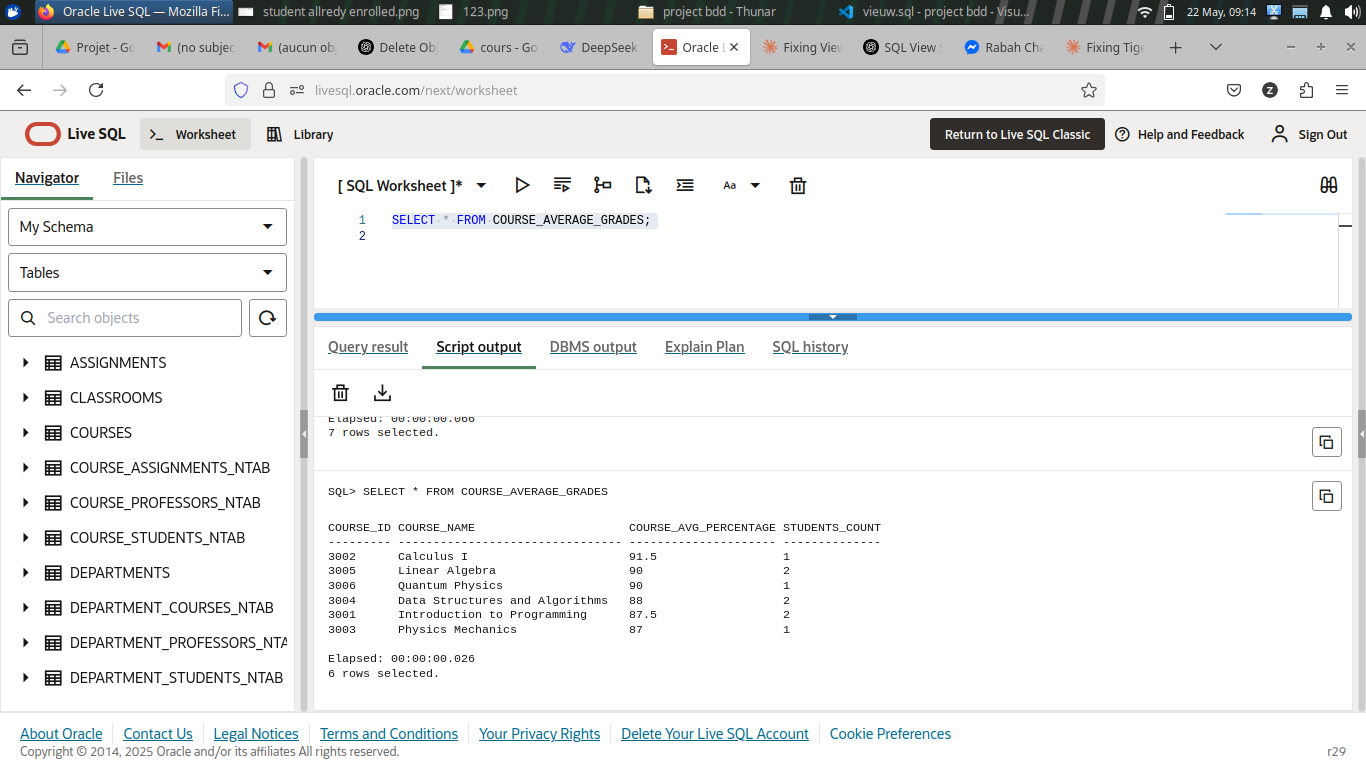 Oracle Live SQL — Mozilla Fi...
student allredy enrolled.png
123.png
project bdd - Thunar
vieuw.sql - project bdd - Visu...
22 May, 09:14
Projet - Go
(no subjec
(aucun obj
Delete Obj
cours - Go
DeepSeek
Oracle L
Fixing View
SQL View S
Rabah Cha
Fixing Tige
livesql.oracle.com/next/worksheet
Z
Live SQL
Worksheet
Library
Return to Live SQL Classic
Help and Feedback
Sign Out
Navigator
Files
My Schema
Tables
Search objects
ASSIGNMENTS
CLASSROOMS
COURSES
COURSE_ASSIGNMENTS_NTAB
COURSE_PROFESSORS_NTAB
COURSE_STUDENTS_NTAB
DEPARTMENTS
DEPARTMENT_COURSES_NTAB
DEPARTMENT_PROFESSORS_NTA
DEPARTMENT_STUDENTS_NTAB
[ SQL Worksheet ]*
Aa
1 SELECT * FROM COURSE_AVERAGE_GRADES;
2
Query result
Script output
DBMS output
Explain Plan
SQL history
Elapsed: 00:00:00.066
7 rows selected.
SQL> SELECT * FROM COURSE_AVERAGE_GRADES
COURSE_ID COURSE_NAME COURSE_AVG_PERCENTAGE STUDENTS_COUNT
--------- -------------------------------- --------------------- --------------
3002 Calculus I 91.5 1
3005 Linear Algebra 90 2
3006 Quantum Physics 90 1
3004 Data Structures and Algorithms 88 2
3001 Introduction to Programming 87.5 2
3003 Physics Mechanics 87 1
Elapsed: 00:00:00.026
6 rows selected.
About Oracle
Contact Us
Legal Notices
Terms and Conditions
Your Privacy Rights
Delete Your Live SQL Account
Cookie Preferences
Copyright © 2014, 2025 Oracle and/or its affiliates All rights reserved.
r29